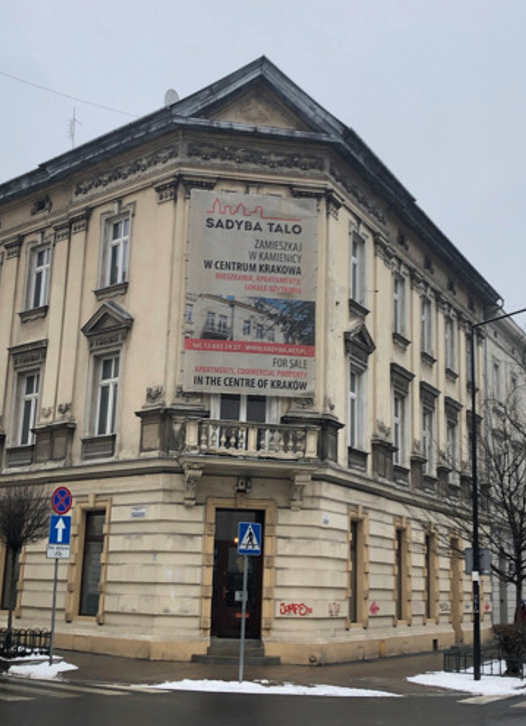 SADYBA TALO
ZAMIESZKAJ
W KAMIENICY
W CENTRUM KRAKOWA
MIESZKANIA, APARTAMENTY,
LOKALE UŻYTKOWE
FOR SALE
APARTMENTS, COMMERCIAL PROPERTY
IN THE CENTRE OF KRAKÓW